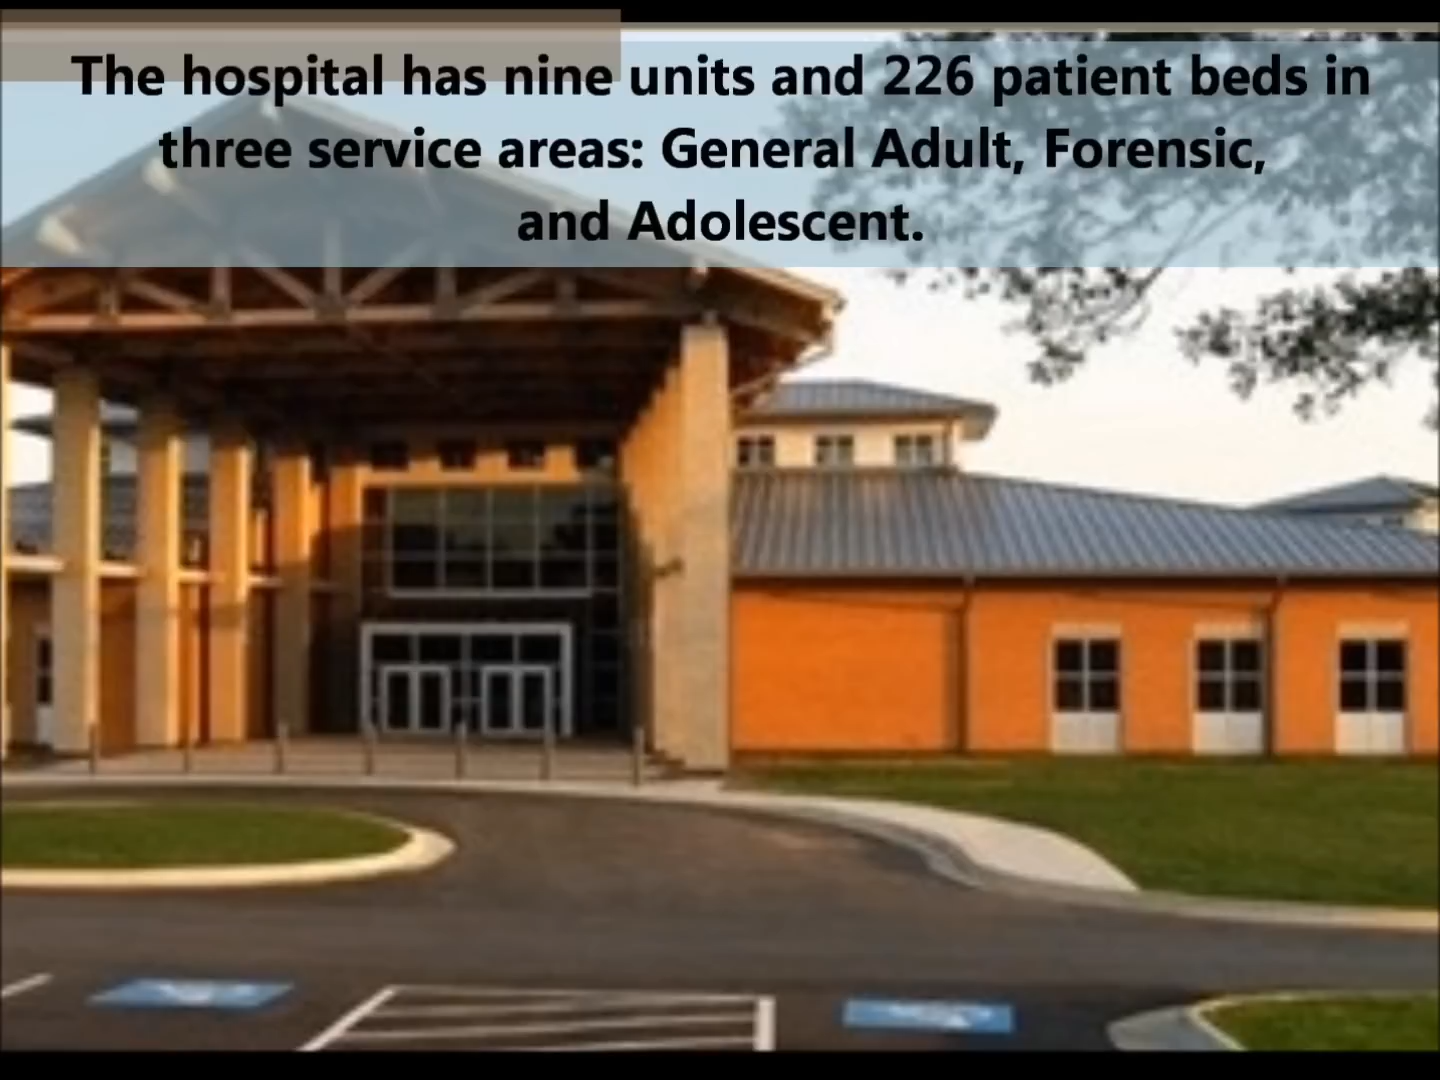 The hospital has nine units and 226 patient beds in
three service areas: General Adult, Forensic,
and Adolescent.